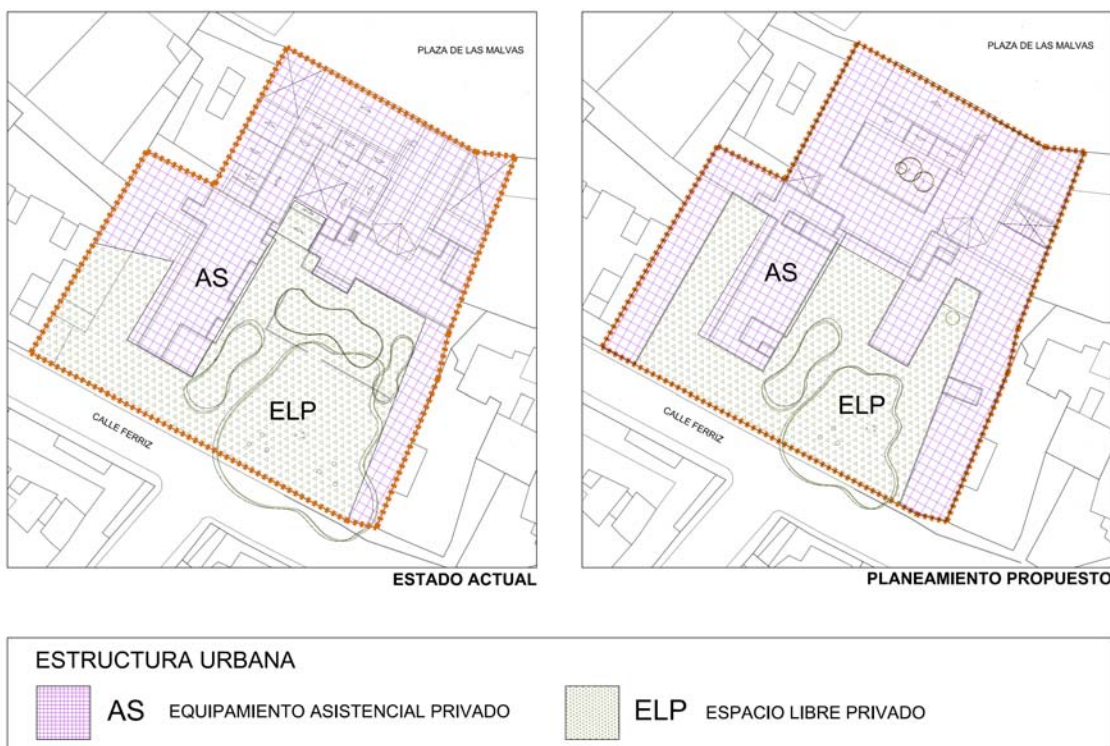 PLAZA DE LAS MALVAS
AS
ELP
CALLE FERRIZ
ESTADO ACTUAL
PLAZA DE LAS MALVAS
AS
ELP
CALLE FERRIZ
PLANEAMIENTO PROPUESTO
ESTRUCTURA URBANA
AS EQUIPAMIENTO ASISTENCIAL PRIVADO
ELP ESPACIO LIBRE PRIVADO